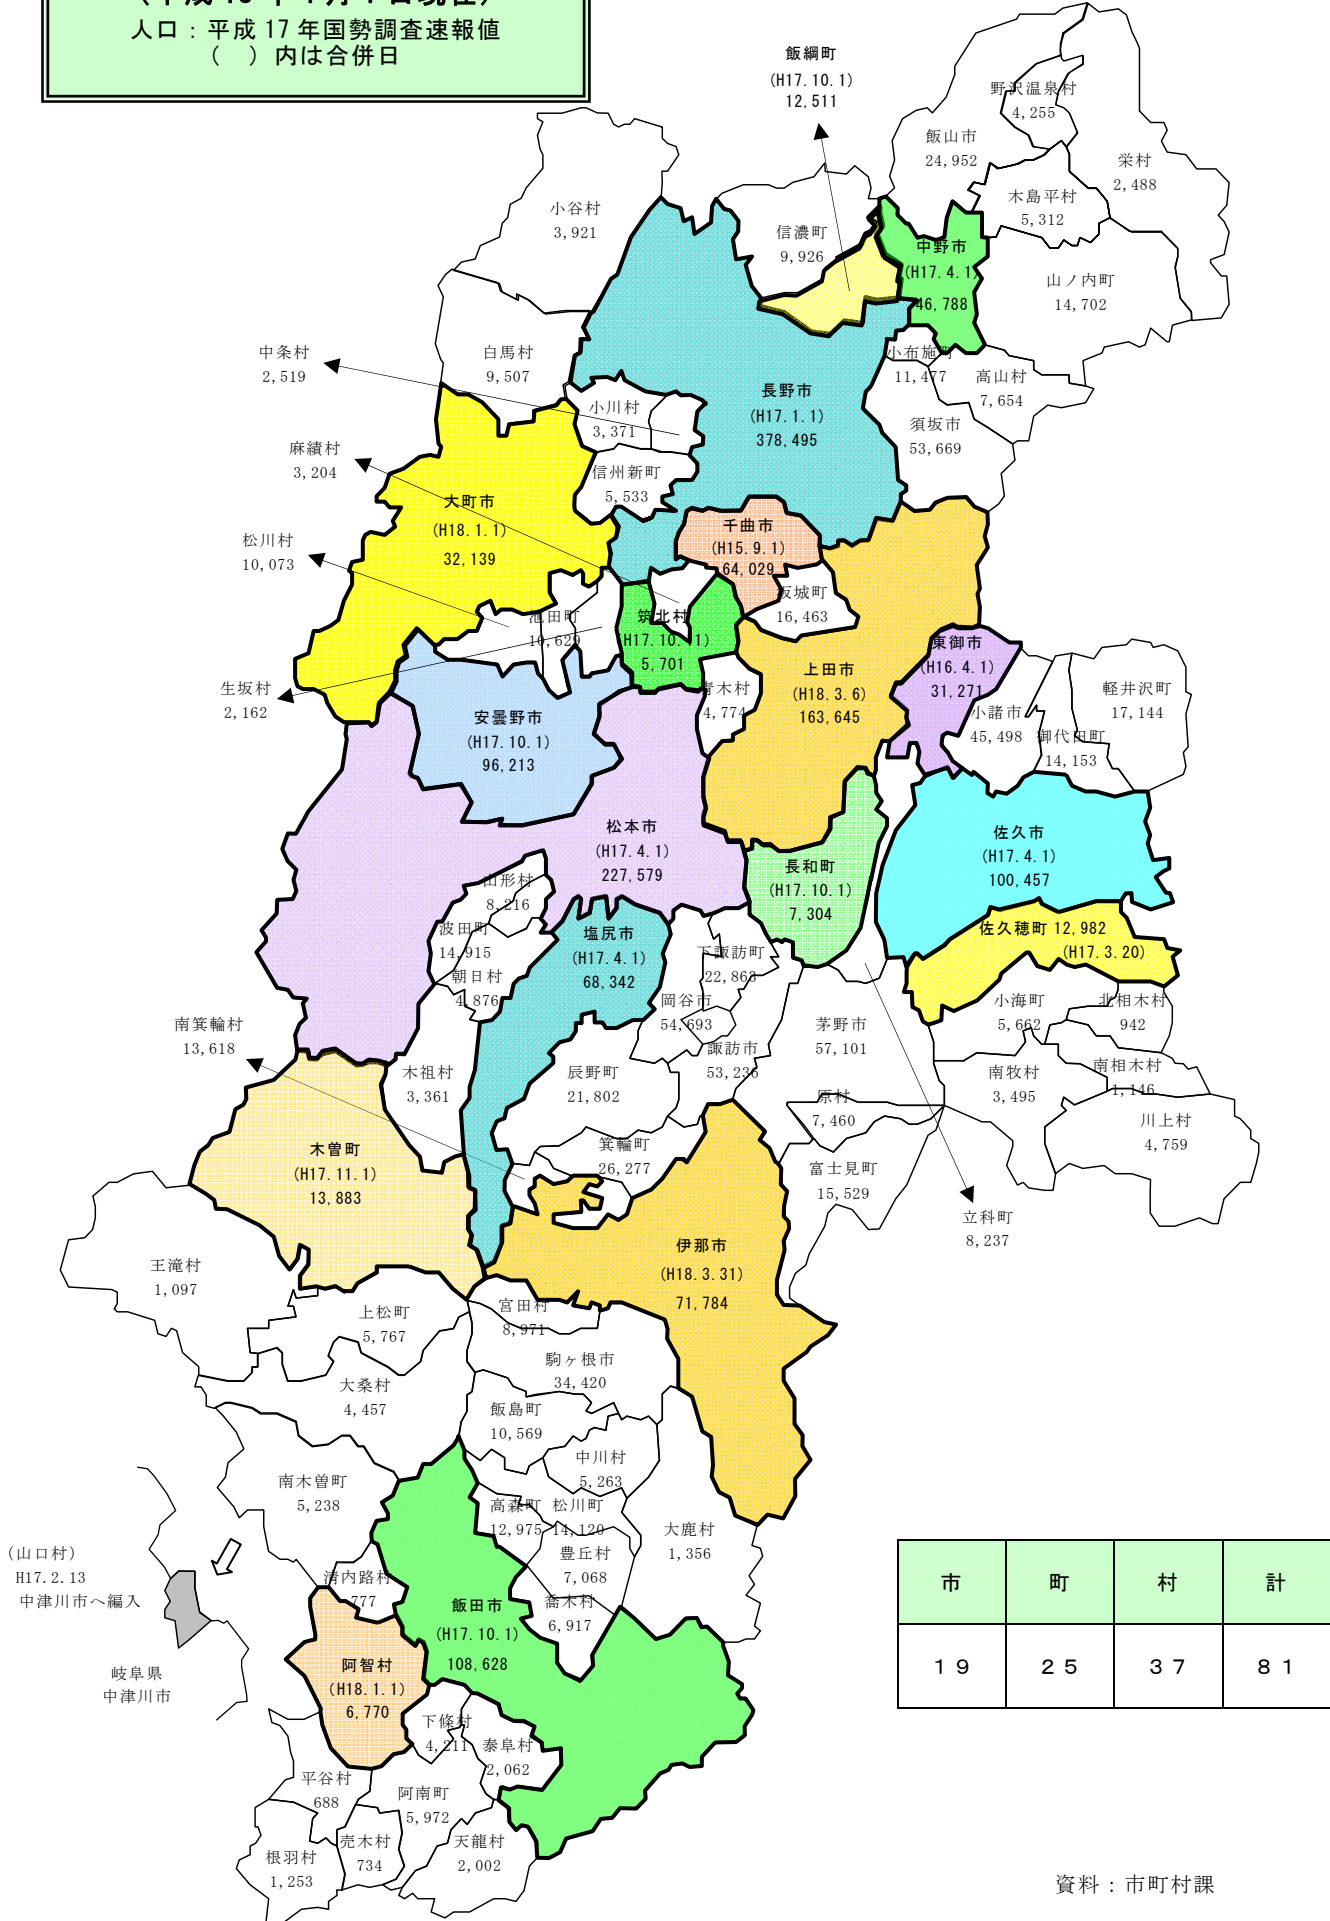 人口：平成 17 年国勢調査速報値
（　）内は合併日
飯綱町
(H17.10.1)
12,511
野沢温泉村
4,255
飯山市
24,952
栄村
2,488
木島平村
5,312
小谷村
3,921
信濃町
9,926
中野市
(H17.4.1)
46,788
山ノ内町
14,702
中条村
2,519
白馬村
9,507
小布施町
11,477
高山村
7,654
長野市
(H17.1.1)
378,495
小川村
3,371
須坂市
53,669
麻績村
3,204
信州新町
5,533
大町市
(H18.1.1)
32,139
千曲市
(H15.9.1)
64,029
松川村
10,073
坂城町
16,463
池田町
10,629
筑北村
(H17.10.11)
5,701
東御市
(H16.4.1)
31,271
上田市
(H18.3.6)
163,645
生坂村
2,162
青木村
4,774
軽井沢町
17,144
安曇野市
(H17.10.1)
96,213
小諸市
45,498
御代田町
14,153
松本市
(H17.4.1)
227,579
佐久市
(H17.4.1)
100,457
長和町
(H17.10.1)
7,304
山形村
8,216
波田町
14,915
塩尻市
(H17.4.1)
68,342
佐久穂町 12,982
(H17.3.20)
下諏訪町
22,863
朝日村
4,876
岡谷市
54,693
小海町
5,662
北相木村
942
南箕輪村
13,618
茅野市
57,101
諏訪市
53,236
木祖村
3,361
辰野町
21,802
南牧村
3,495
南相木村
1,146
原村
7,460
川上村
4,759
木曽町
(H17.11.1)
13,883
箕輪町
26,277
富士見町
15,529
立科町
8,237
王滝村
1,097
伊那市
(H18.3.31)
71,784
上松町
5,767
宮田村
8,971
駒ヶ根市
34,420
大桑村
4,457
飯島町
10,569
中川村
5,263
南木曽町
5,238
高森町
12,975
松川町
14,120
大鹿村
1,356
（山口村）
H17.2.13
中津川市へ編入
豊丘村
7,068
清内路村
777
喬木村
6,917
飯田市
(H17.10.1)
108,628
岐阜県
中津川市
阿智村
(H18.1.1)
6,770
市 町 村 計
１９ ２５ ３７ ８１
下條村
4,211
泰阜村
2,062
平谷村
688
阿南町
5,972
売木村
734
天龍村
2,002
根羽村
1,253
資料：市町村課